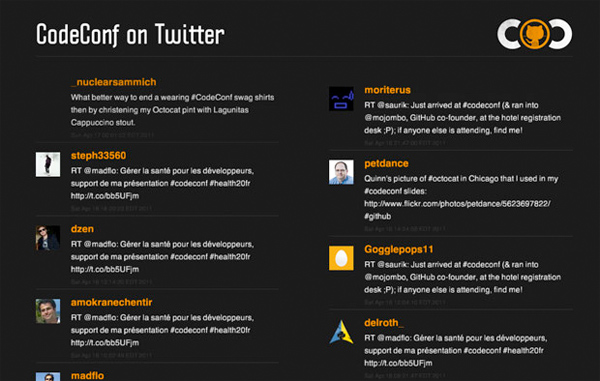 CodeConf on Twitter
_nuclearsammich
What better way to end a wearing #CodeConf swag shirts
then by christening my Octocat pint with Lagunitas
Cappuccino stout.
steph33560
RT @madflo: Gérer la santé pour les développeurs,
support de ma présentation #codeconf #health20fr
http://t.co/bb5UFjm
dzen
RT @madflo: Gérer la santé pour les développeurs,
support de ma présentation #codeconf #health20fr
http://t.co/bb5UFjm
amokranechentir
RT @madflo: Gérer la santé pour les développeurs,
support de ma présentation #codeconf #health20fr
http://t.co/bb5UFjm
madflo
moriterus
RT @saurik: Just arrived at #codeconf (& ran into
@mojombo, GitHub co-founder, at the hotel registration
desk ;P); if anyone else is attending, find me!
petdance
Quinn's picture of #octocat in Chicago that I used in my
#codeconf slides:
http://www.flickr.com/photos/petdance/5623697822/
#github
Gogglepops11
RT @saurik: Just arrived at #codeconf (& ran into
@mojombo, GitHub co-founder, at the hotel registration
desk ;P); if anyone else is attending, find me!
delroth_
RT @madflo: Gérer la santé pour les développeurs,
support de ma présentation #codeconf #health20fr
http://t.co/bb5UFjm